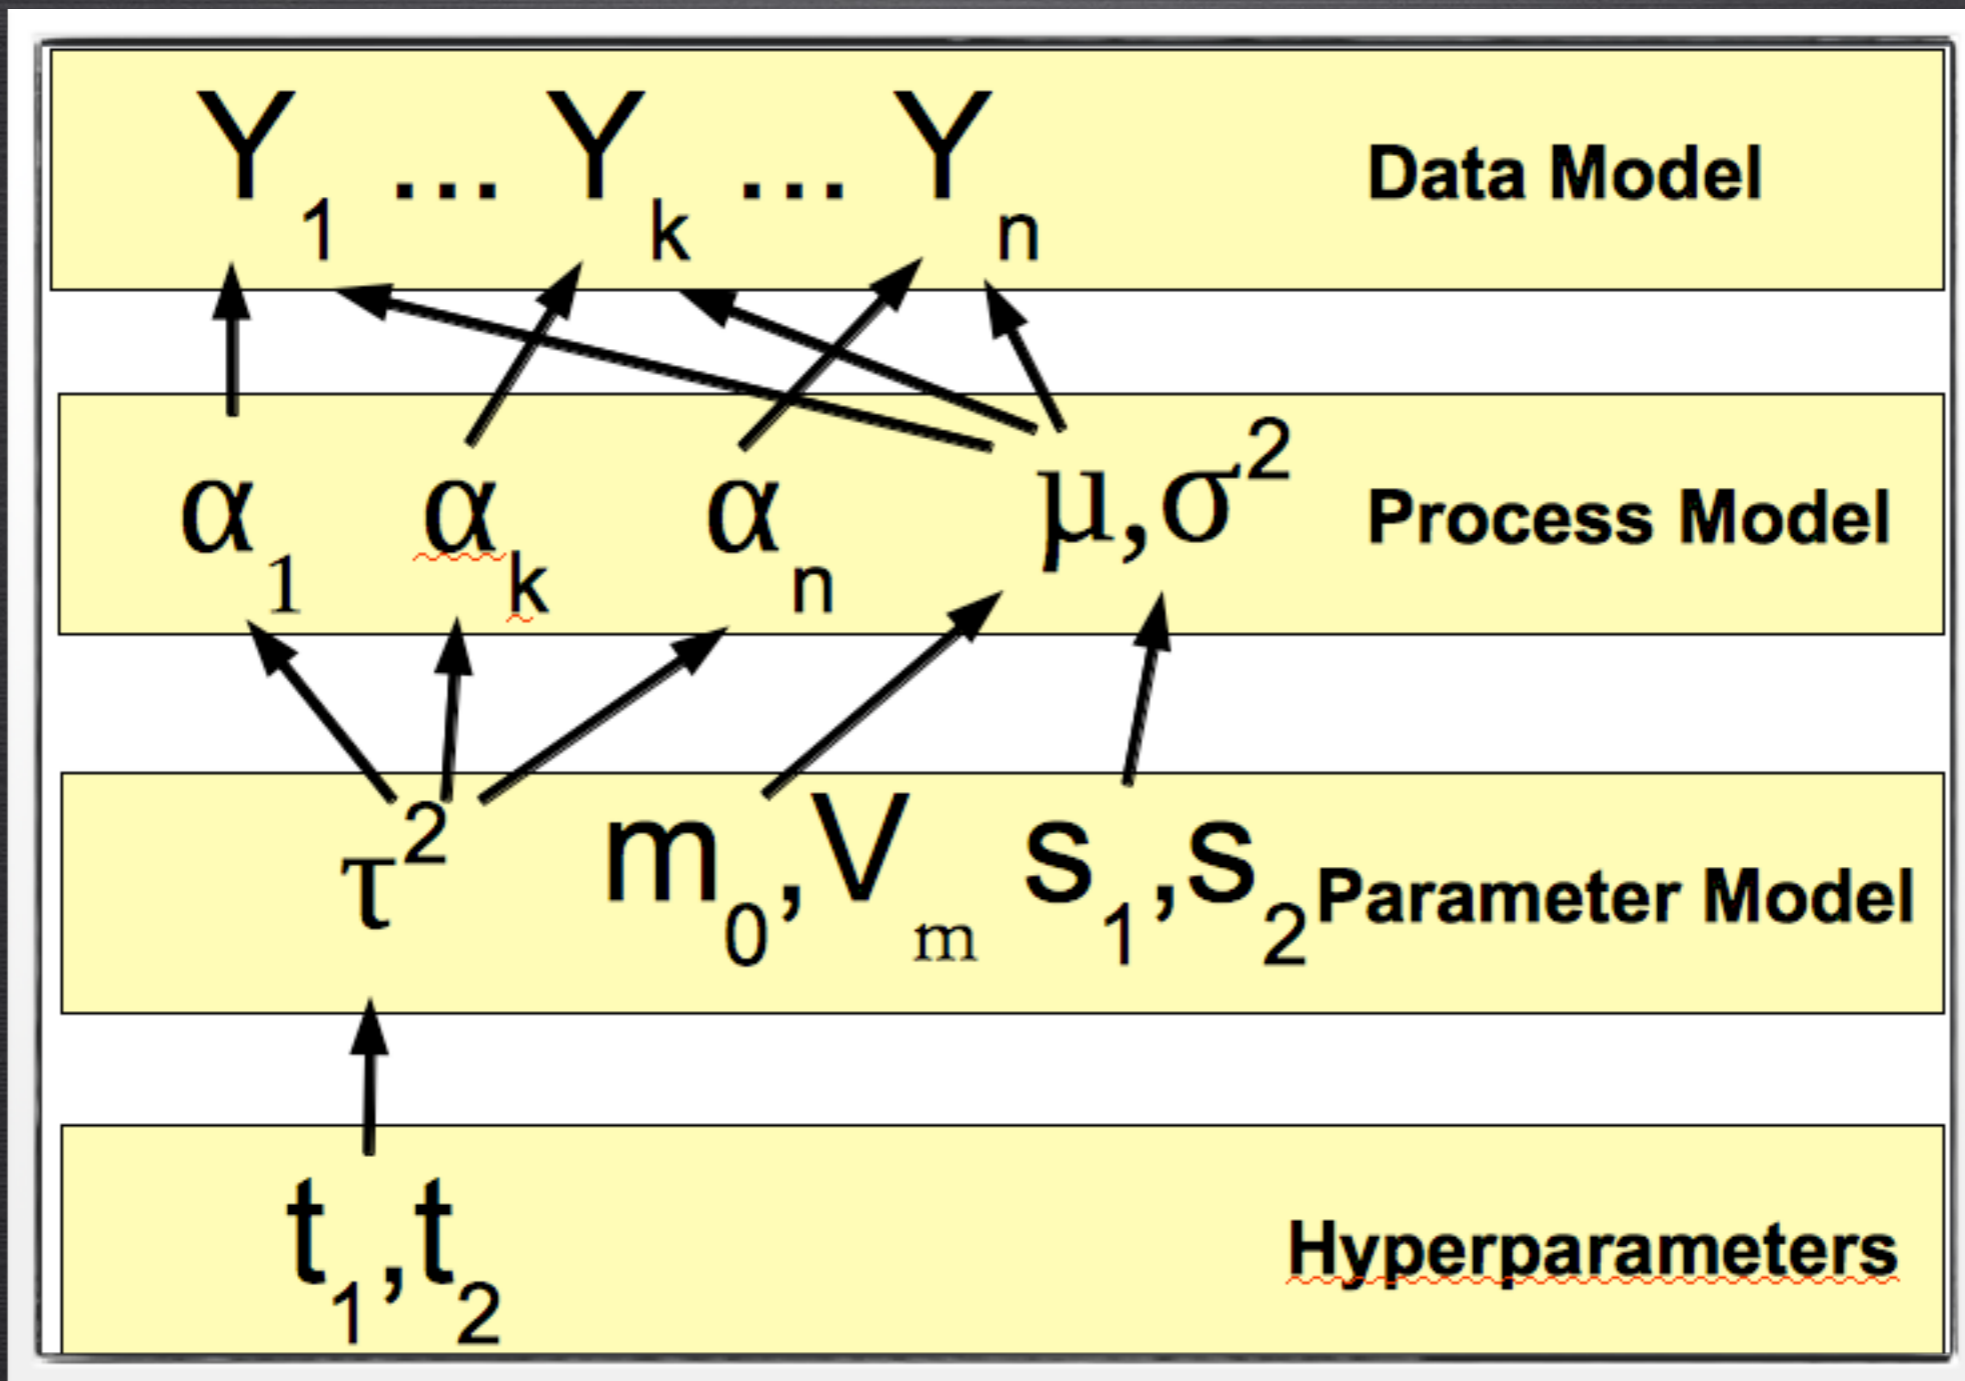 Y₁ ... Yₖ ... Yₙ Data Model
α₁ αₖ αₙ μ,σ² Process Model
τ² m₀,Vₘ s₁,s₂ Parameter Model
t₁,t₂ Hyperparameters